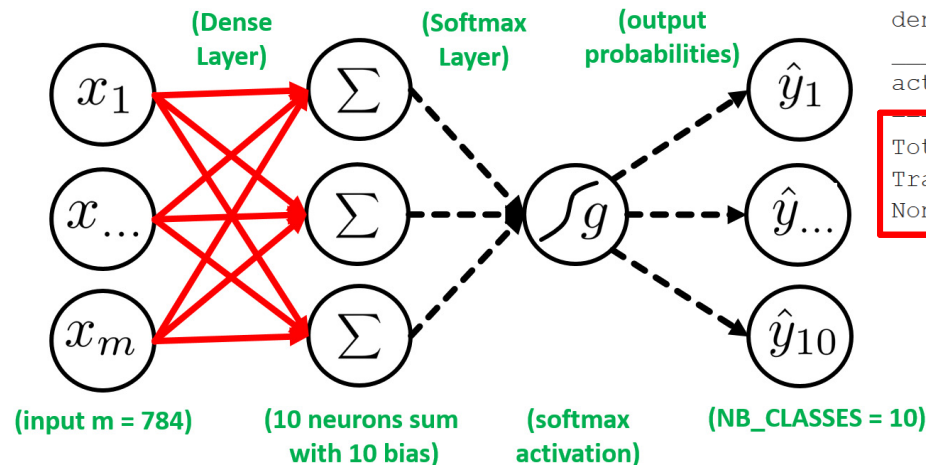 (Dense
Layer)
(Softmax
Layer)
(output
probabilities)
x1
x...
xm
Σ
Σ
Σ
g
ŷ1
ŷ...
ŷ10
(input m = 784)
(10 neurons sum
with 10 bias)
(softmax
activation)
(NB_CLASSES = 10)